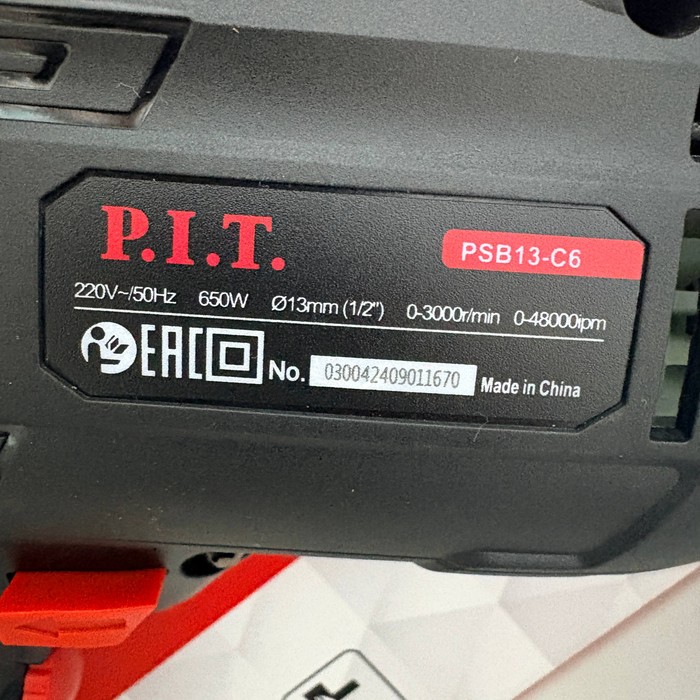 P.I.T.
PSB13-C6
220V~/50Hz 650W Ø13mm (1/2") 0-3000r/min 0-48000ipm
EAC No. 030042409011670 Made in China